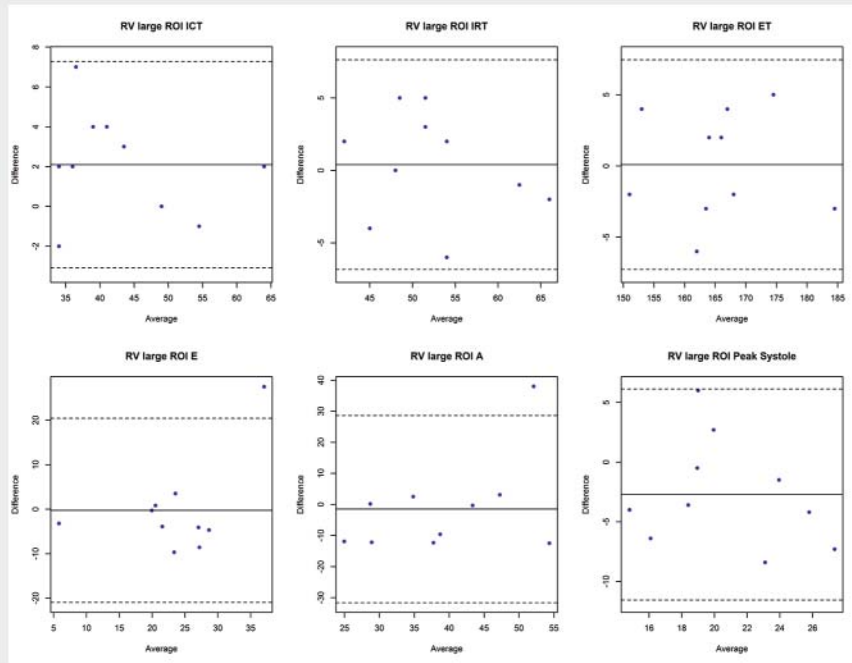 RV large ROI ICT
Difference
8
6
4
2
0
-2
35 40 45 50 55 60 65
Average
RV large ROI IRT
Difference
5
0
-5
45 50 55 60 65
Average
RV large ROI ET
Difference
5
0
-5
150 155 160 165 170 175 180 185
Average
RV large ROI E
Difference
20
10
0
-10
-20
5 10 15 20 25 30 35
Average
RV large ROI A
Difference
40
30
20
10
0
-10
-20
-30
25 30 35 40 45 50 55
Average
RV large ROI Peak Systole
Difference
5
0
-5
-10
16 18 20 22 24 26
Average